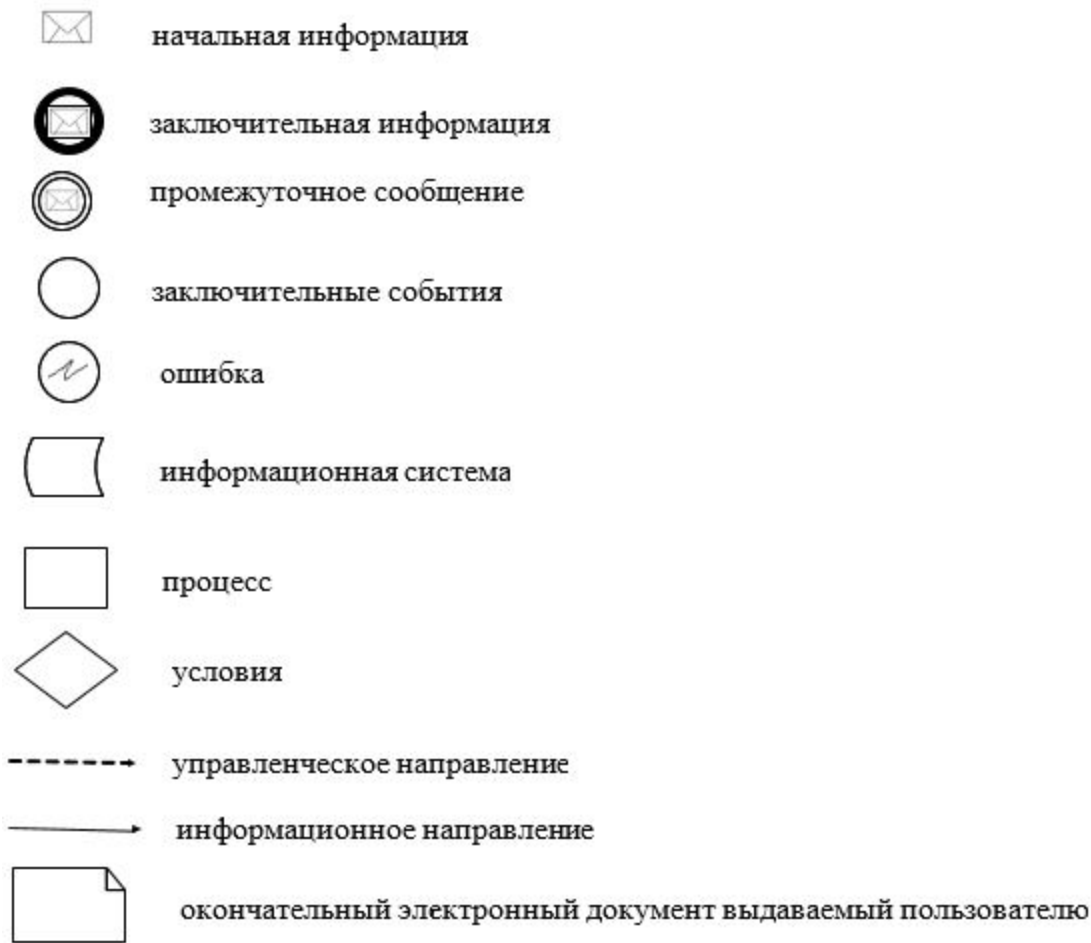 начальная информация
заключительная информация
промежуточное сообщение
заключительные события
ошибка
информационная система
процесс
условия
управленческое направление
информационное направление
окончательный электронный документ выдаваемый пользователю